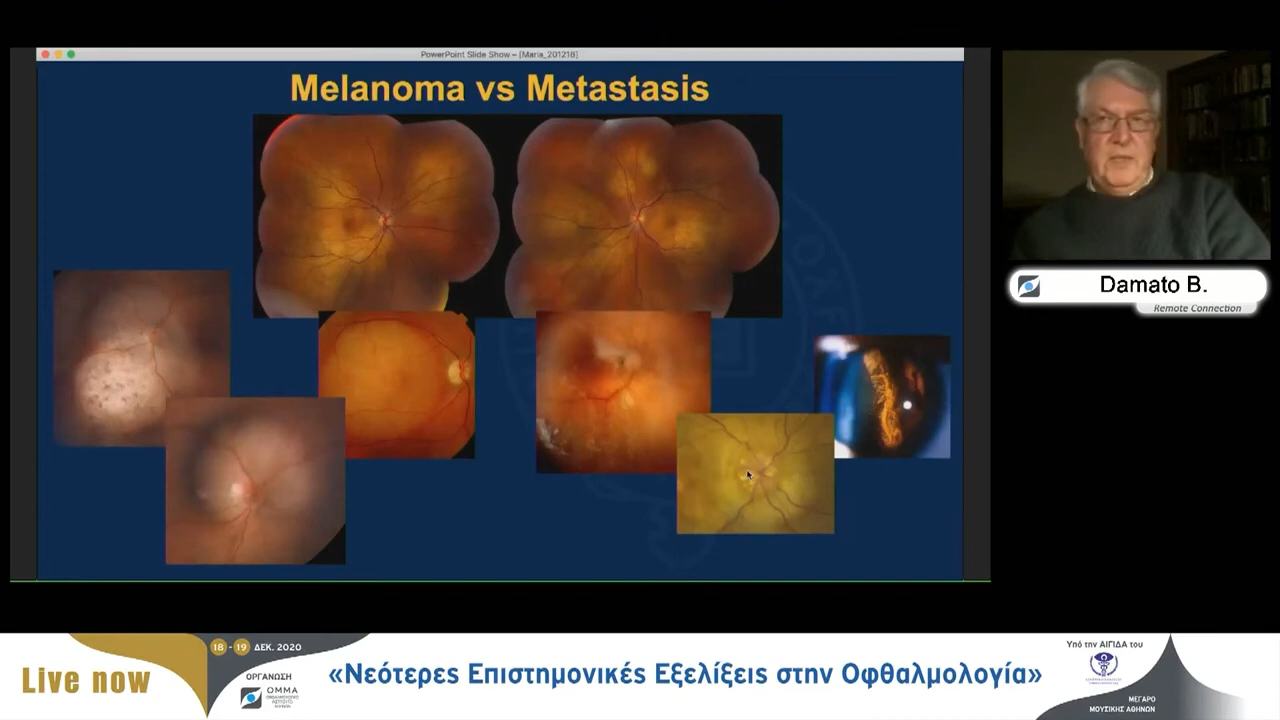 PowerPoint Slide Show – [Maria_201218]
Melanoma vs Metastasis
Damato B.
Remote Connection
Live now
18 - 19 ΔΕΚ. 2020
ΟΡΓΑΝΩΣΗ
ΟΜΜΑ
«Νεότερες Επιστημονικές Εξελίξεις στην Οφθαλμολογία»
Υπό την ΑΙΓΙΔΑ του
ΜΕΓΑΡΟ
ΜΟΥΣΙΚΗΣ ΑΘΗΝΩΝ